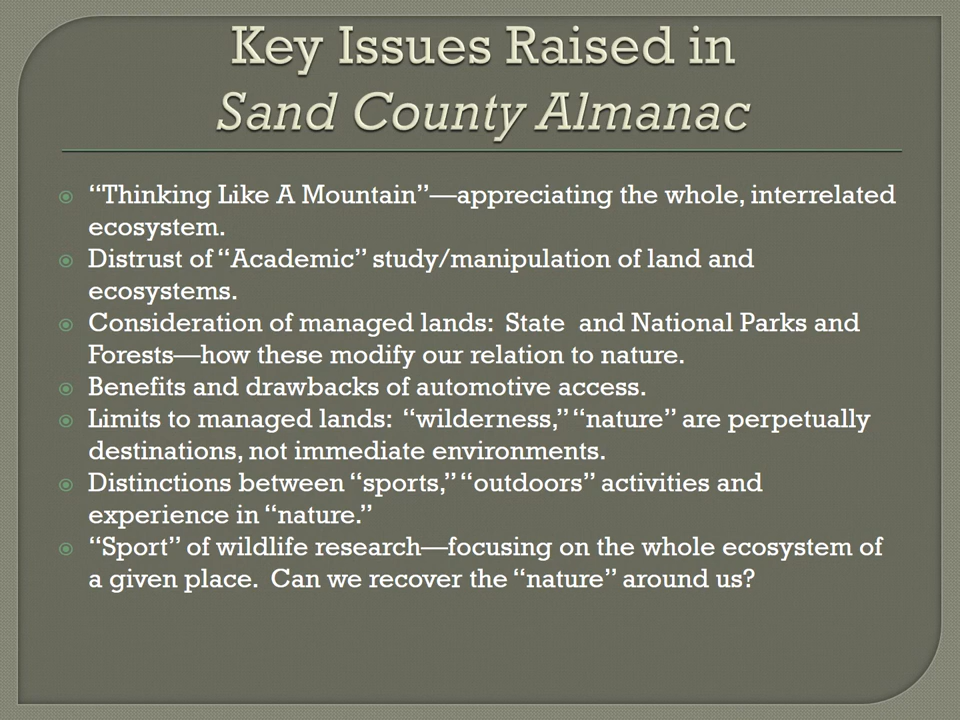 Key Issues Raised in
Sand County Almanac
“Thinking Like A Mountain”—appreciating the whole, interrelated
ecosystem.
Distrust of “Academic” study/manipulation of land and
ecosystems.
Consideration of managed lands:  State  and National Parks and
Forests—how these modify our relation to nature.
Benefits and drawbacks of automotive access.
Limits to managed lands:  “wilderness,” “nature” are perpetually
destinations, not immediate environments.
Distinctions between “sports,” “outdoors” activities and
experience in “nature.”
“Sport” of wildlife research—focusing on the whole ecosystem of
a given place.  Can we recover the “nature” around us?